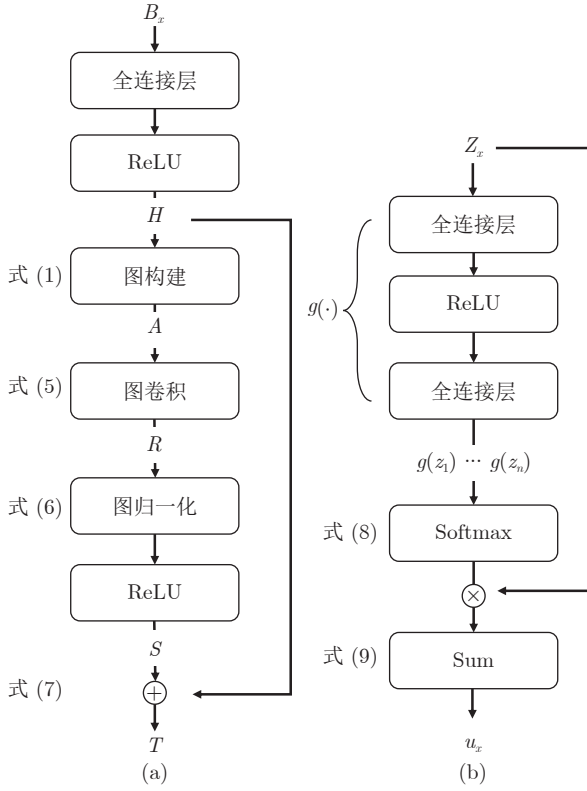 B_x
全连接层
ReLU
H
式 (1)
图构建
A
式 (5)
图卷积
R
式 (6)
图归一化
ReLU
S
式 (7)
+
T
(a)
Z_x
全连接层
g(·)
ReLU
全连接层
g(z_1) ··· g(z_n)
式 (8)
Softmax
×
式 (9)
Sum
u_x
(b)